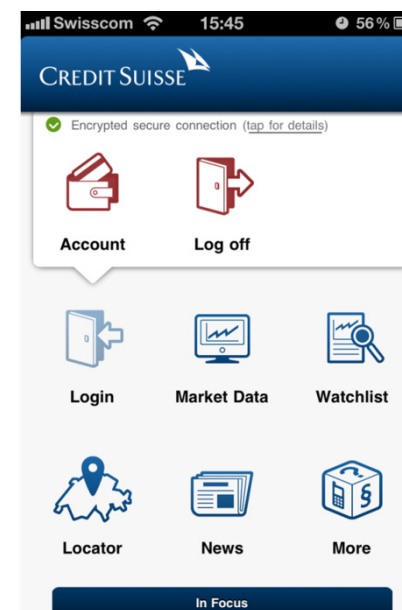 Swisscom 15:45 56 %
CREDIT SUISSE
Encrypted secure connection (tap for details)
Account Log off
Login Market Data Watchlist
§
Locator News More
In Focus